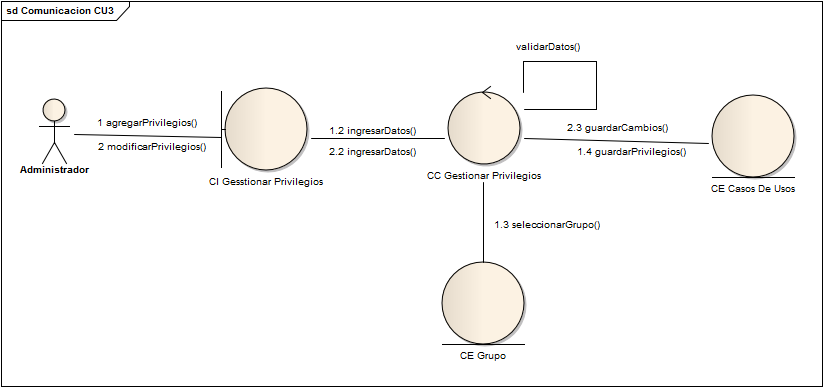 sd Comunicacion CU3
validarDatos()
1 agregarPrivilegios()
2 modificarPrivilegios()
1.2 ingresarDatos()
2.2 ingresarDatos()
2.3 guardarCambios()
1.4 guardarPrivilegios()
Administrador
CI Gesstionar Privilegios
CC Gestionar Privilegios
CE Casos De Usos
1.3 seleccionarGrupo()
CE Grupo